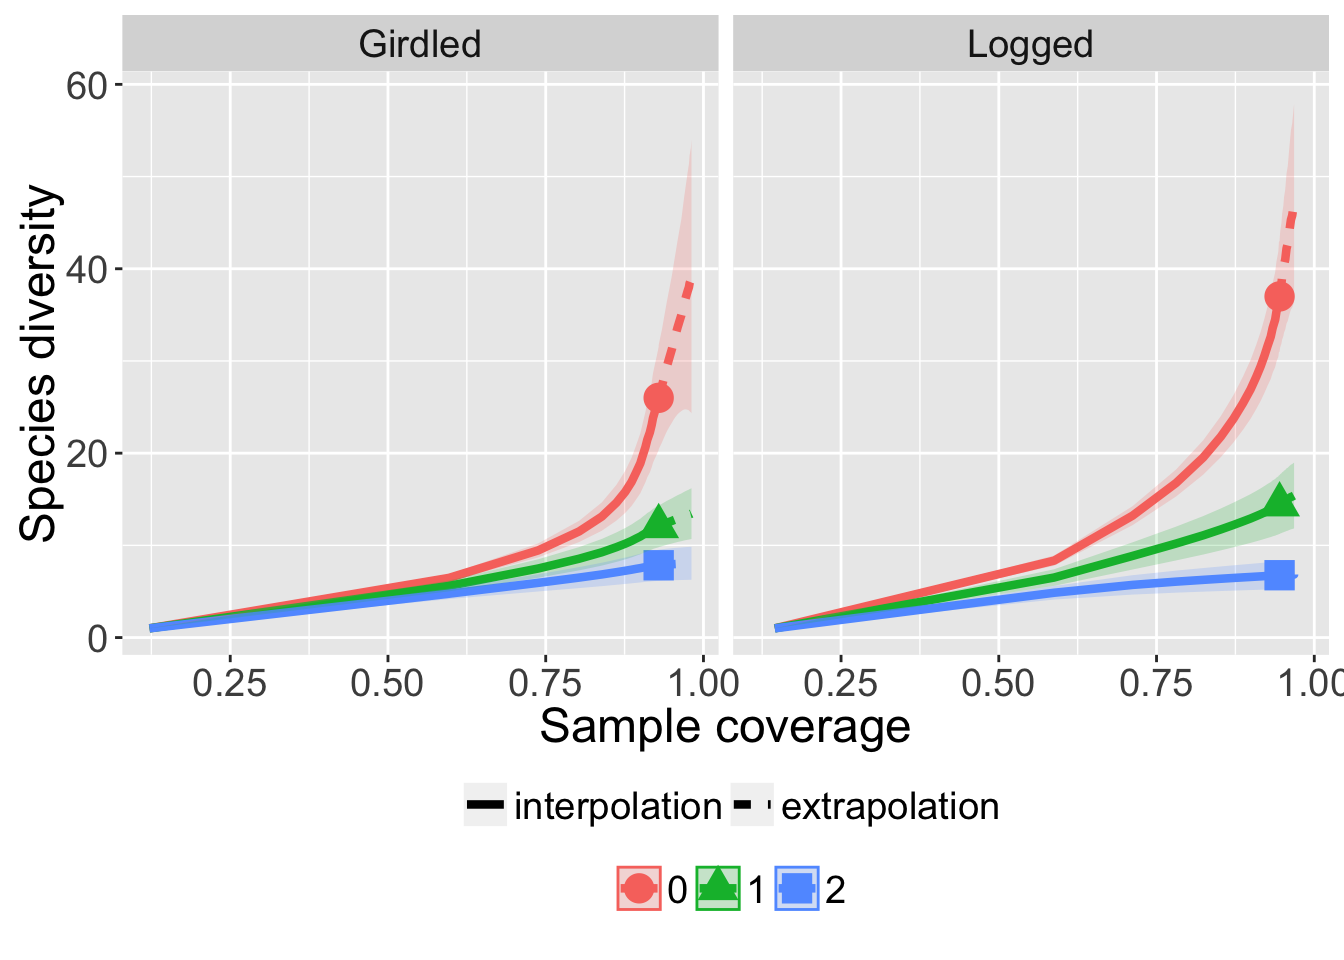 Girdled Logged
60
40
20
0
Species diversity
0.25 0.50 0.75 1.00 0.25 0.50 0.75 1.00
Sample coverage
interpolation extrapolation
0 1 2